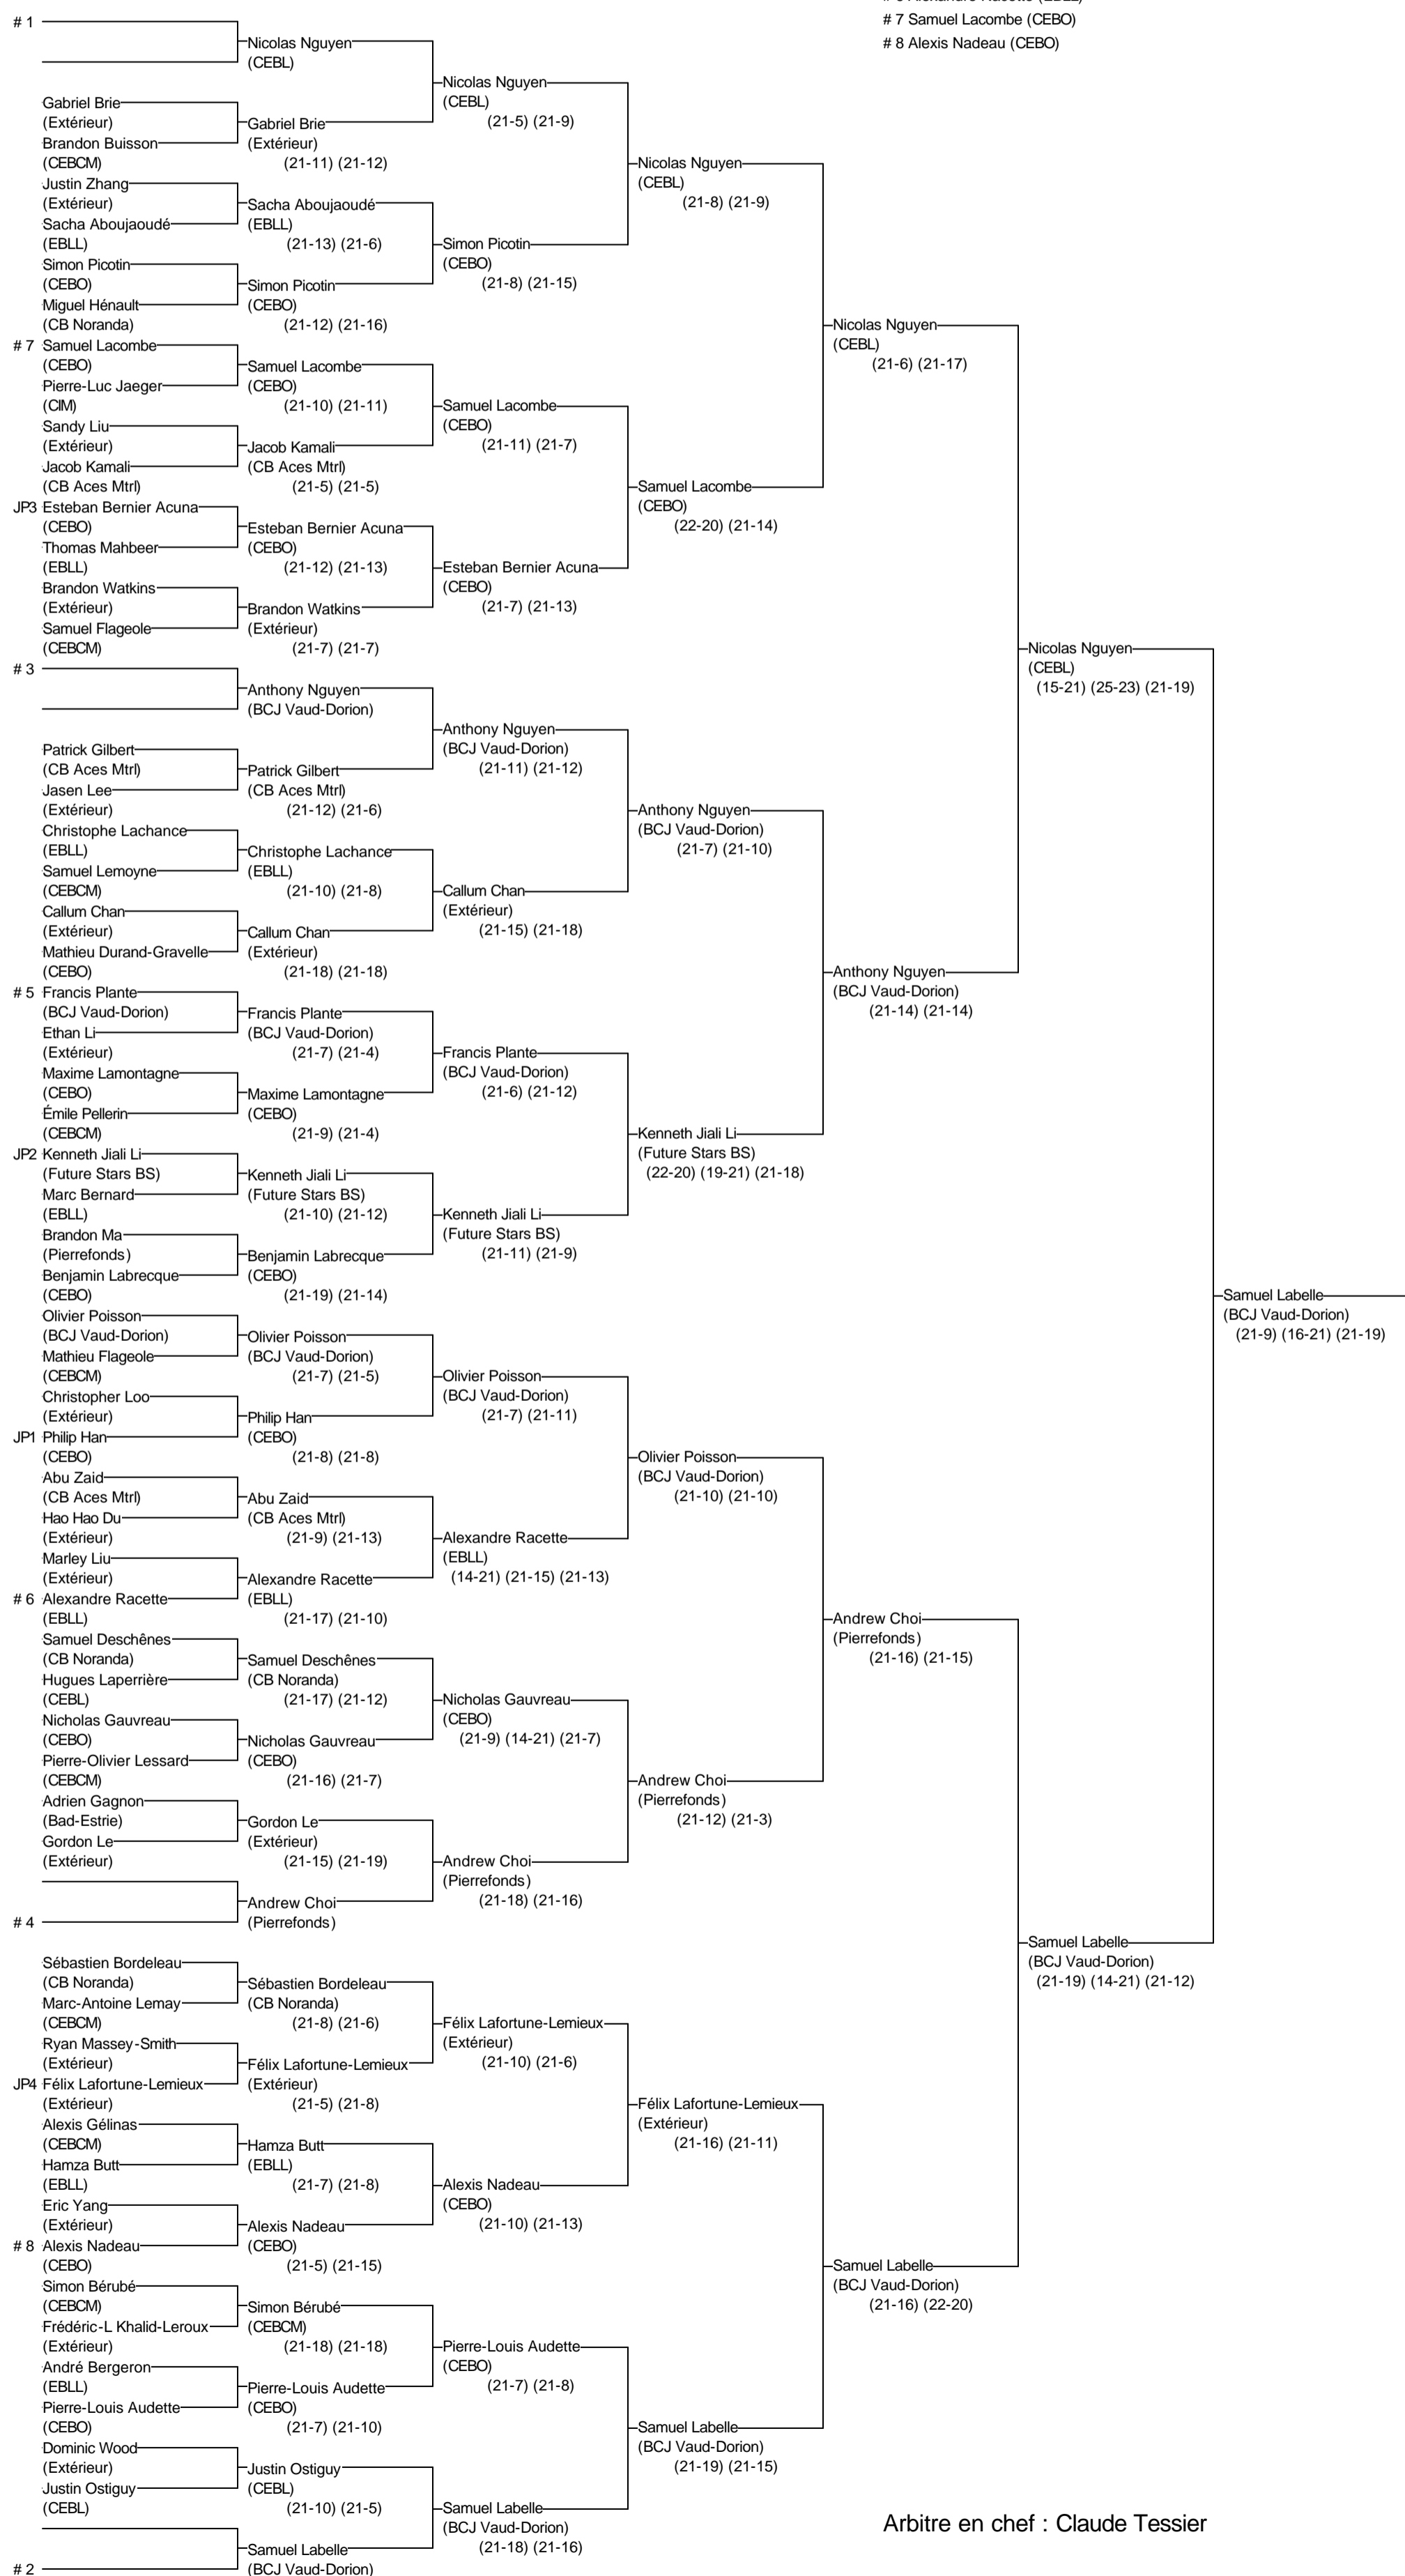 # 7 Samuel Lacombe (CEBO)
# 8 Alexis Nadeau (CEBO)
# 1
Gabriel Brie
(Extérieur)
Brandon Buisson
(CEBCM)
Justin Zhang
(Extérieur)
Sacha Aboujaoudé
(EBLL)
Simon Picotin
(CEBO)
Miguel Hénault
(CB Noranda)
# 7 Samuel Lacombe
(CEBO)
Pierre-Luc Jaeger
(CIM)
Sandy Liu
(Extérieur)
Jacob Kamali
(CB Aces Mtrl)
JP3 Esteban Bernier Acuna
(CEBO)
Thomas Mahbeer
(EBLL)
Brandon Watkins
(Extérieur)
Samuel Flageole
(CEBCM)
# 3
Patrick Gilbert
(CB Aces Mtrl)
Jasen Lee
(Extérieur)
Christophe Lachance
(EBLL)
Samuel Lemoyne
(CEBCM)
Callum Chan
(Extérieur)
Mathieu Durand-Gravelle
(CEBO)
# 5 Francis Plante
(BCJ Vaud-Dorion)
Ethan Li
(Extérieur)
Maxime Lamontagne
(CEBO)
Émile Pellerin
(CEBCM)
JP2 Kenneth Jiali Li
(Future Stars BS)
Marc Bernard
(EBLL)
Brandon Ma
(Pierrefonds)
Benjamin Labrecque
(CEBO)
Olivier Poisson
(BCJ Vaud-Dorion)
Mathieu Flageole
(CEBCM)
Christopher Loo
(Extérieur)
JP1 Philip Han
(CEBO)
Abu Zaid
(CB Aces Mtrl)
Hao Hao Du
(Extérieur)
Marley Liu
(Extérieur)
# 6 Alexandre Racette
(EBLL)
Samuel Deschênes
(CB Noranda)
Hugues Laperrière
(CEBL)
Nicholas Gauvreau
(CEBO)
Pierre-Olivier Lessard
(CEBCM)
Adrien Gagnon
(Bad-Estrie)
Gordon Le
(Extérieur)
# 4
Sébastien Bordeleau
(CB Noranda)
Marc-Antoine Lemay
(CEBCM)
Ryan Massey-Smith
(Extérieur)
JP4 Félix Lafortune-Lemieux
(Extérieur)
Alexis Gélinas
(CEBCM)
Hamza Butt
(EBLL)
Eric Yang
(Extérieur)
# 8 Alexis Nadeau
(CEBO)
Simon Bérubé
(CEBCM)
Frédéric-L Khalid-Leroux
(Extérieur)
André Bergeron
(EBLL)
Pierre-Louis Audette
(CEBO)
Dominic Wood
(Extérieur)
Justin Ostiguy
(CEBL)
# 2
Nicolas Nguyen
(CEBL)
Gabriel Brie
(Extérieur)
(21-11) (21-12)
Sacha Aboujaoudé
(EBLL)
(21-13) (21-6)
Simon Picotin
(CEBO)
(21-12) (21-16)
Samuel Lacombe
(CEBO)
(21-10) (21-11)
Jacob Kamali
(CB Aces Mtrl)
(21-5) (21-5)
Esteban Bernier Acuna
(CEBO)
(21-12) (21-13)
Brandon Watkins
(Extérieur)
(21-7) (21-7)
Anthony Nguyen
(BCJ Vaud-Dorion)
Patrick Gilbert
(CB Aces Mtrl)
(21-12) (21-6)
Christophe Lachance
(EBLL)
(21-10) (21-8)
Callum Chan
(Extérieur)
(21-18) (21-18)
Francis Plante
(BCJ Vaud-Dorion)
(21-7) (21-4)
Maxime Lamontagne
(CEBO)
(21-9) (21-4)
Kenneth Jiali Li
(Future Stars BS)
(21-10) (21-12)
Benjamin Labrecque
(CEBO)
(21-19) (21-14)
Olivier Poisson
(BCJ Vaud-Dorion)
(21-7) (21-5)
Philip Han
(CEBO)
(21-8) (21-8)
Abu Zaid
(CB Aces Mtrl)
(21-9) (21-13)
Alexandre Racette
(EBLL)
(21-17) (21-10)
Samuel Deschênes
(CB Noranda)
(21-17) (21-12)
Nicholas Gauvreau
(CEBO)
(21-16) (21-7)
Gordon Le
(Extérieur)
(21-15) (21-19)
Andrew Choi
(Pierrefonds)
Sébastien Bordeleau
(CB Noranda)
(21-8) (21-6)
Félix Lafortune-Lemieux
(Extérieur)
(21-5) (21-8)
Hamza Butt
(EBLL)
(21-7) (21-8)
Alexis Nadeau
(CEBO)
(21-5) (21-15)
Simon Bérubé
(CEBCM)
(21-18) (21-18)
Pierre-Louis Audette
(CEBO)
(21-7) (21-10)
Justin Ostiguy
(CEBL)
(21-10) (21-5)
Samuel Labelle
(BCJ Vaud-Dorion)
Nicolas Nguyen
(CEBL)
(21-5) (21-9)
Simon Picotin
(CEBO)
(21-8) (21-15)
Samuel Lacombe
(CEBO)
(21-11) (21-7)
Esteban Bernier Acuna
(CEBO)
(21-7) (21-13)
Anthony Nguyen
(BCJ Vaud-Dorion)
(21-11) (21-12)
Callum Chan
(Extérieur)
(21-15) (21-18)
Francis Plante
(BCJ Vaud-Dorion)
(21-6) (21-12)
Kenneth Jiali Li
(Future Stars BS)
(21-11) (21-9)
Olivier Poisson
(BCJ Vaud-Dorion)
(21-7) (21-11)
Alexandre Racette
(EBLL)
(14-21) (21-15) (21-13)
Nicholas Gauvreau
(CEBO)
(21-9) (14-21) (21-7)
Andrew Choi
(Pierrefonds)
(21-18) (21-16)
Félix Lafortune-Lemieux
(Extérieur)
(21-10) (21-6)
Alexis Nadeau
(CEBO)
(21-10) (21-13)
Pierre-Louis Audette
(CEBO)
(21-7) (21-8)
Samuel Labelle
(BCJ Vaud-Dorion)
(21-18) (21-16)
Nicolas Nguyen
(CEBL)
(21-8) (21-9)
Samuel Lacombe
(CEBO)
(22-20) (21-14)
Anthony Nguyen
(BCJ Vaud-Dorion)
(21-7) (21-10)
Kenneth Jiali Li
(Future Stars BS)
(22-20) (19-21) (21-18)
Olivier Poisson
(BCJ Vaud-Dorion)
(21-10) (21-10)
Andrew Choi
(Pierrefonds)
(21-12) (21-3)
Félix Lafortune-Lemieux
(Extérieur)
(21-16) (21-11)
Samuel Labelle
(BCJ Vaud-Dorion)
(21-19) (21-15)
Nicolas Nguyen
(CEBL)
(21-6) (21-17)
Anthony Nguyen
(BCJ Vaud-Dorion)
(21-14) (21-14)
Andrew Choi
(Pierrefonds)
(21-16) (21-15)
Samuel Labelle
(BCJ Vaud-Dorion)
(21-16) (22-20)
Nicolas Nguyen
(CEBL)
(15-21) (25-23) (21-19)
Samuel Labelle
(BCJ Vaud-Dorion)
(21-19) (14-21) (21-12)
Samuel Labelle
(BCJ Vaud-Dorion)
(21-9) (16-21) (21-19)
Arbitre en chef : Claude Tessier